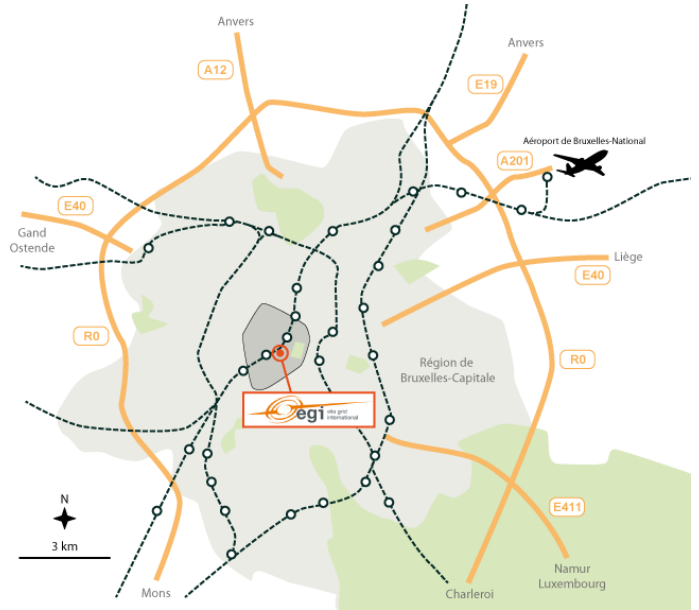 Anvers
A12
Anvers
E19
Aéroport de Bruxelles-National
A201
E40
Gand
Ostende
Liège
E40
R0
R0
Région de
Bruxelles-Capitale
egi
site grid
international
N
3 km
E411
Mons
Charleroi
Namur
Luxembourg